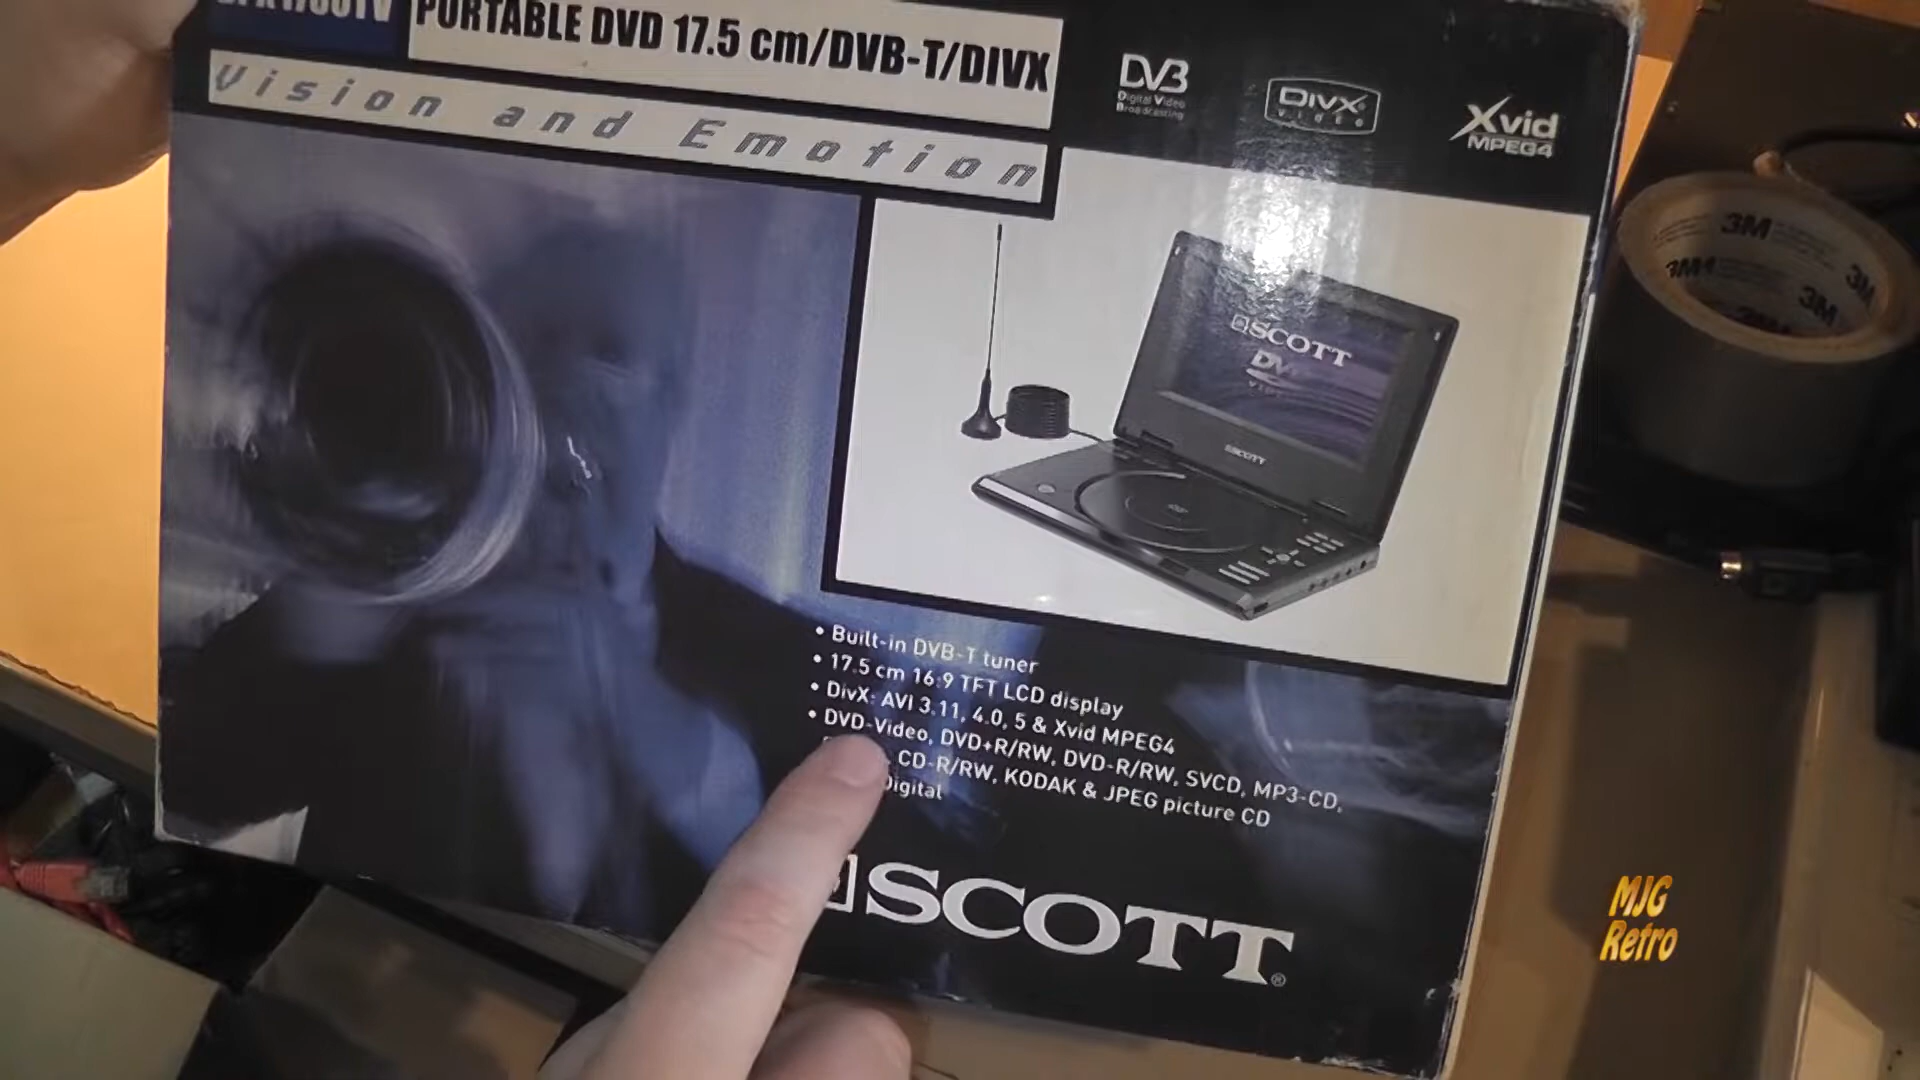 PORTABLE DVD 17.5 cm/DVB-T/DIVX
Vision and Emotion
DVB
Digital Video
Broadcasting
DivX
video
Xvid
MPEG4
3M
3M
3M
3M
SCOTT
DV
SCOTT
• Built-in DVB-T tuner
• 17.5 cm 16:9 TFT LCD display
• DivX: AVI 3.11, 4.0, 5 & Xvid MPEG4
• DVD-Video, DVD+R/RW, DVD-R/RW, SVCD, MP3-CD,
CD-R/RW, KODAK & JPEG picture CD
Digital
SCOTT®
MJG
Retro